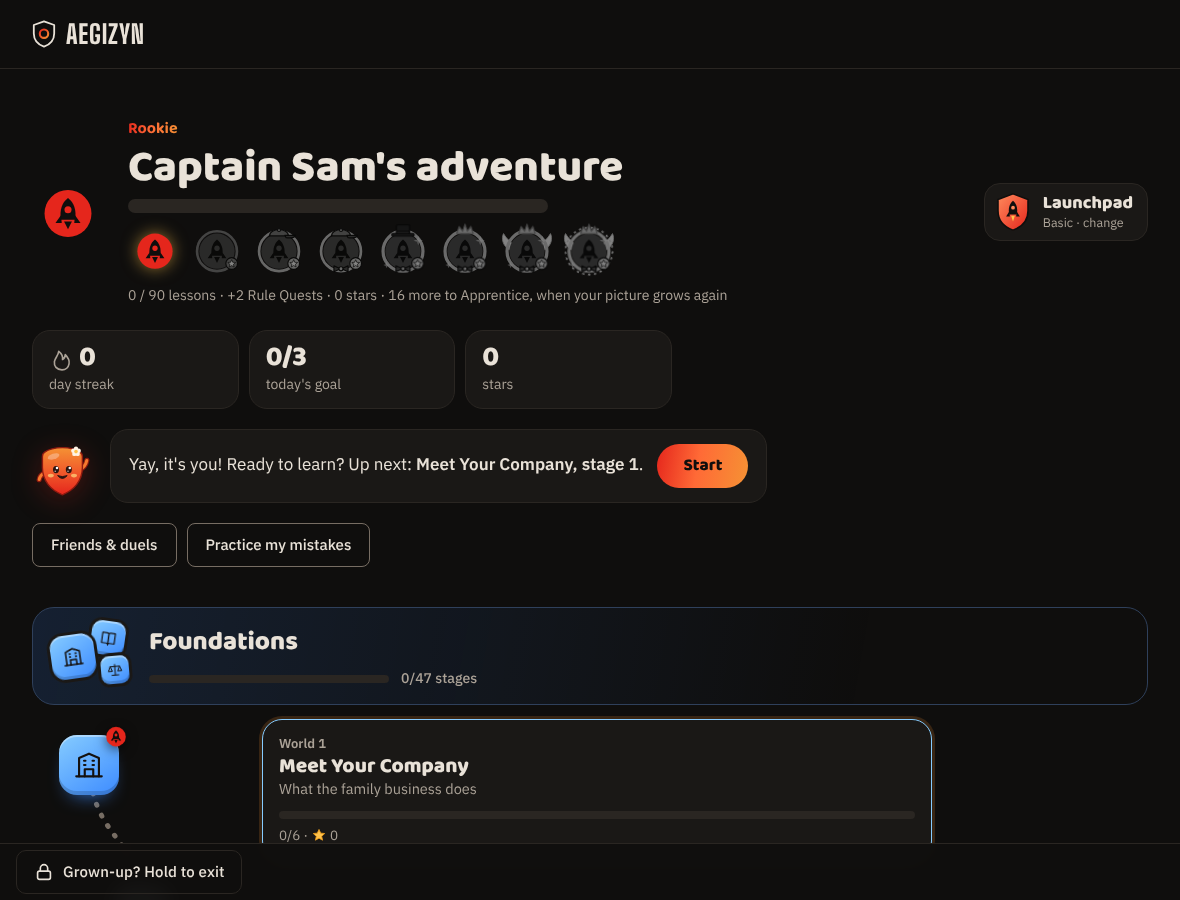 AEGIZYN
Rookie
Captain Sam's adventure
Launchpad
Basic · change
0 / 90 lessons · +2 Rule Quests · 0 stars · 16 more to Apprentice, when your picture grows again
0
day streak
0/3
today's goal
0
stars
Yay, it's you! Ready to learn? Up next: Meet Your Company, stage 1.
Start
Friends & duels
Practice my mistakes
Foundations
0/47 stages
World 1
Meet Your Company
What the family business does
0/6 · ⭐ 0
Grown-up? Hold to exit